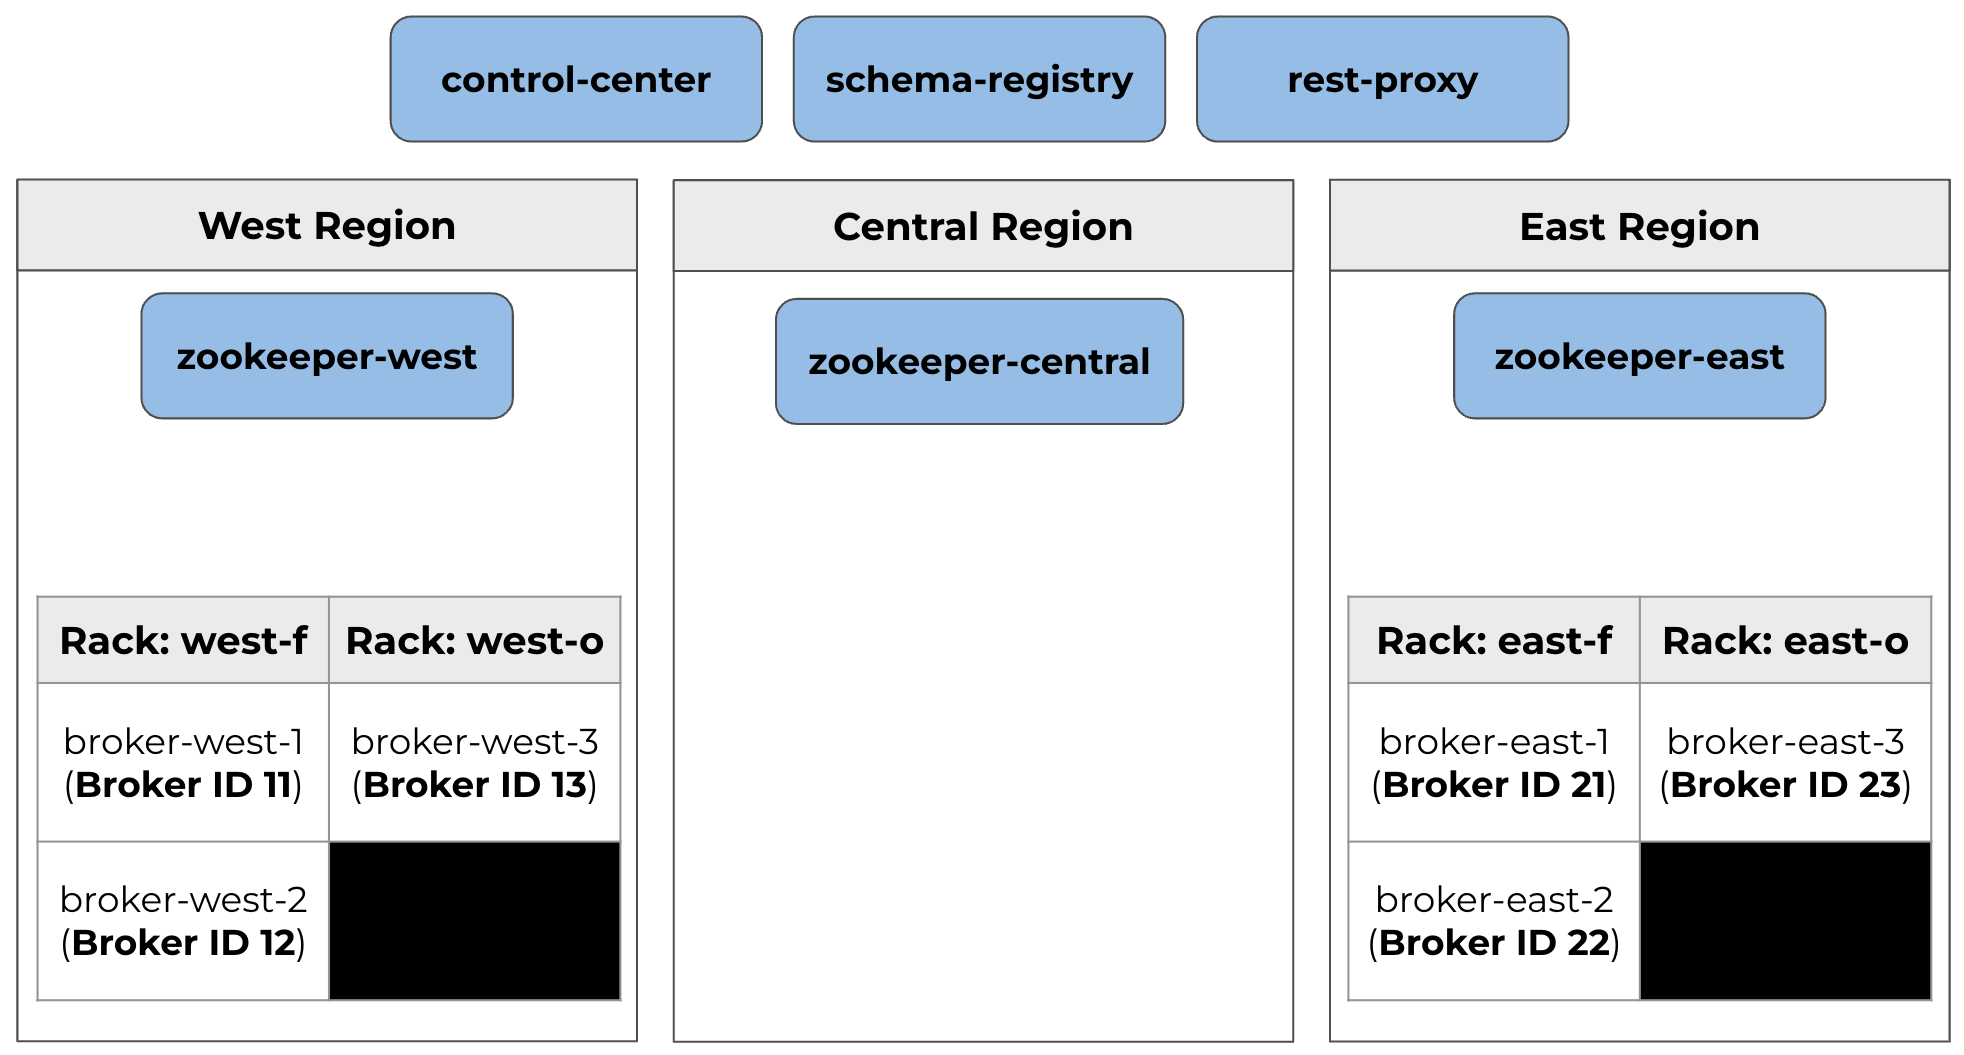 control-center
schema-registry
rest-proxy
West Region
zookeeper-west
Rack: west-f
Rack: west-o
broker-west-1
(Broker ID 11)
broker-west-3
(Broker ID 13)
broker-west-2
(Broker ID 12)
Central Region
zookeeper-central
East Region
zookeeper-east
Rack: east-f
Rack: east-o
broker-east-1
(Broker ID 21)
broker-east-3
(Broker ID 23)
broker-east-2
(Broker ID 22)